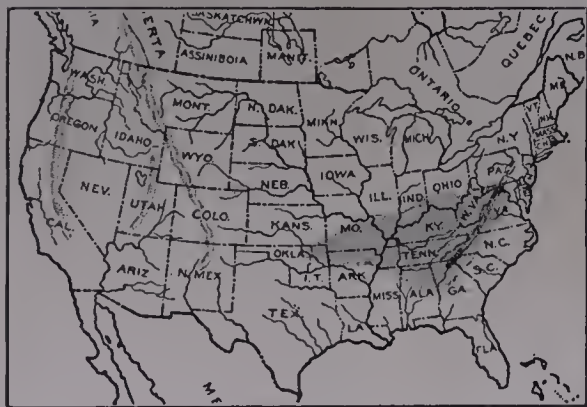 SASKATCHWN
ASSINIBOIA
MANIT.
ONTARIO
QUEBEC
N.B
WASH.
MONT.
N. DAK.
MINN
ME.
VT.
N.H.
MASS
OREGON
IDAHO
WYO.
S. DAK
WIS.
MICH
N.Y
IOWA
PA.
NEV.
UTAH
COLO.
NEB.
ILL.
IND.
OHIO
W.VA.
VA.
CAL.
KANS.
MO.
KY.
ARIZ
N. MEX
OKLA.
I.T.
ARK
TENN.
N.C.
S.C.
TEX.
LA.
MISS
ALA
GA.
FLA